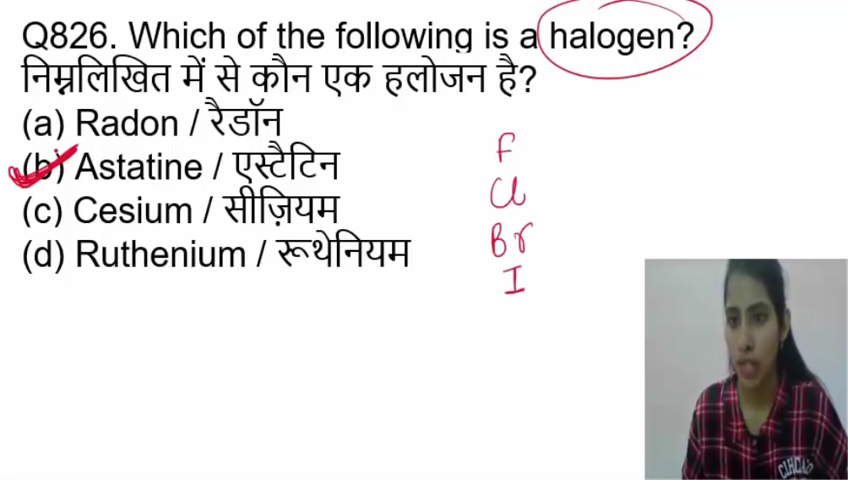 Q826. Which of the following is a halogen?
निम्नलिखित में से कौन एक हलोजन है?
(a) Radon / रैडॉन
(b) Astatine / एस्टैटिन
(c) Cesium / सीज़ियम
(d) Ruthenium / रूथेनियम
F
Cl
Br
I